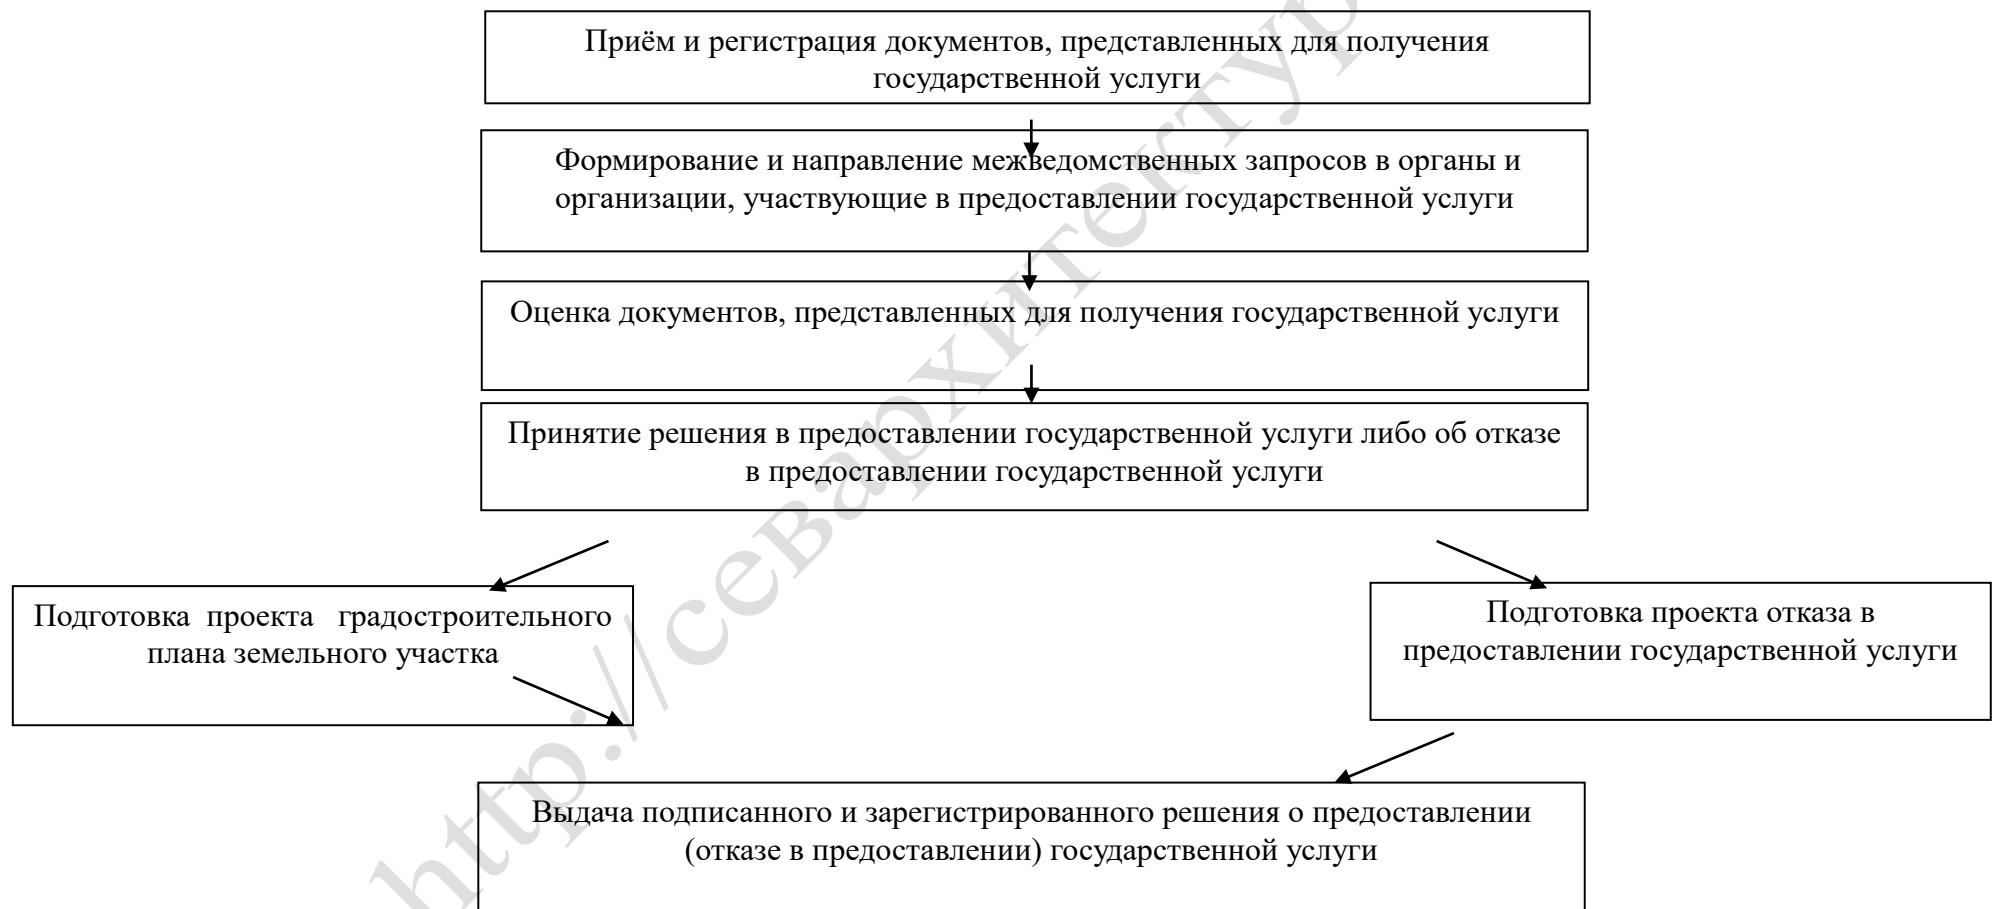 Приём и регистрация документов, представленных для получения
государственной услуги
Формирование и направление межведомственных запросов в органы и
организации, участвующие в предоставлении государственной услуги
Оценка документов, представленных для получения государственной услуги
Принятие решения в предоставлении государственной услуги либо об отказе
в предоставлении государственной услуги
Подготовка проекта градостроительного
плана земельного участка
Подготовка проекта отказа в
предоставлении государственной услуги
Выдача подписанного и зарегистрированного решения о предоставлении
(отказе в предоставлении) государственной услуги
http://севархитектур